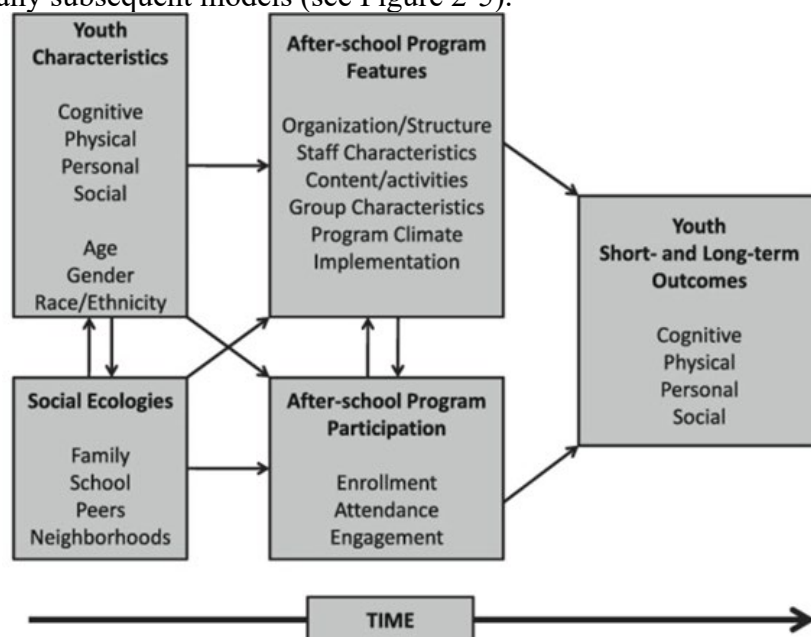 any subsequent models (see Figure 2-3).
Youth
Characteristics
Cognitive
Physical
Personal
Social
Age
Gender
Race/Ethnicity
Social Ecologies
Family
School
Peers
Neighborhoods
After-school Program
Features
Organization/Structure
Staff Characteristics
Content/activities
Group Characteristics
Program Climate
Implementation
After-school Program
Participation
Enrollment
Attendance
Engagement
Youth
Short- and Long-term
Outcomes
Cognitive
Physical
Personal
Social
TIME